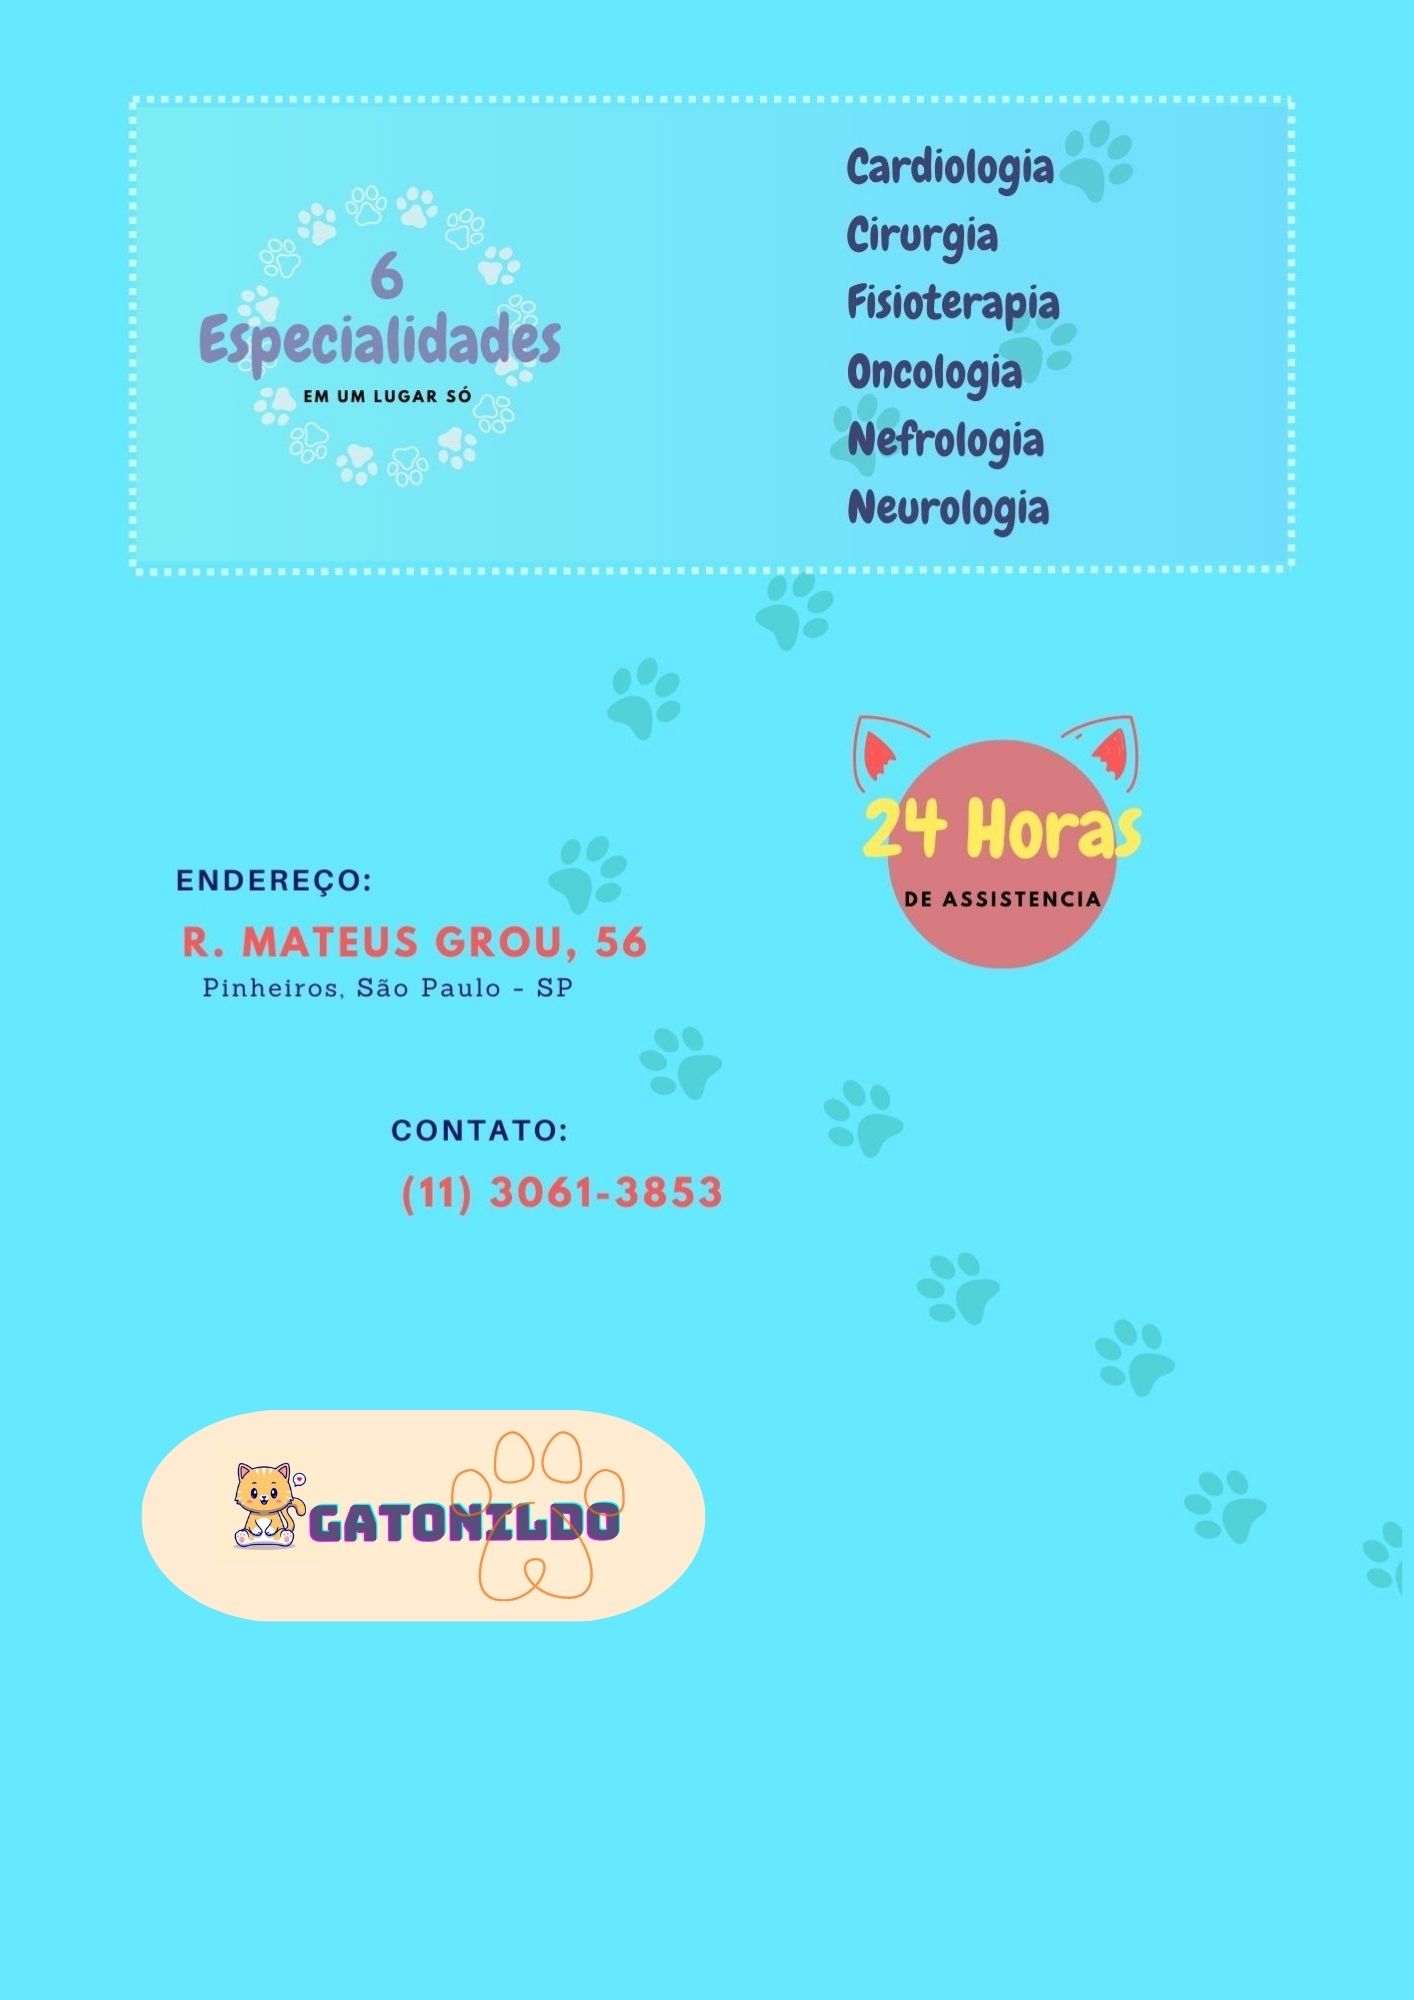 6
Especialidades
EM UM LUGAR SÓ
Cardiologia
Cirurgia
Fisioterapia
Oncologia
Nefrologia
Neurologia
24 Horas
DE ASSISTENCIA
ENDEREÇO:
R. MATEUS GROU, 56
Pinheiros, São Paulo - SP
CONTATO:
(11) 3061-3853
GATONILDO